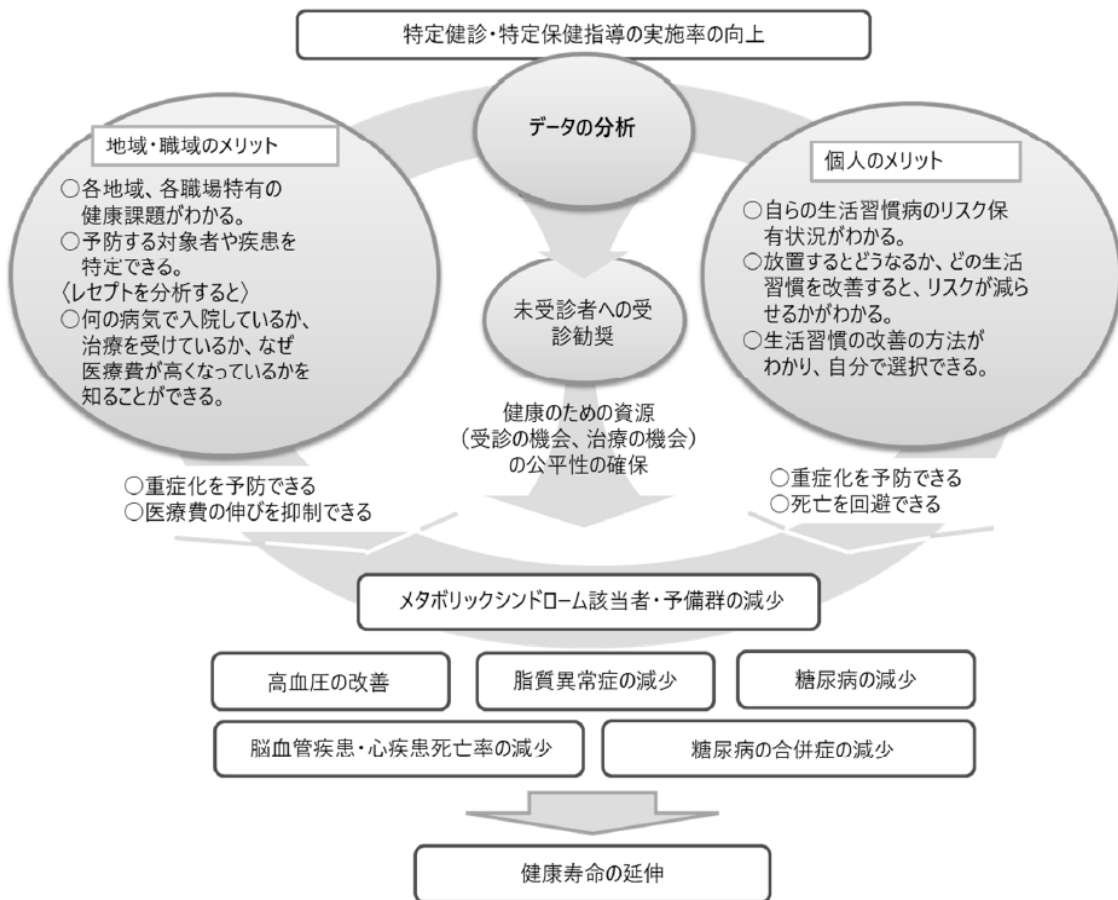 特定健診・特定保健指導の実施率の向上
データの分析
地域・職域のメリット
○各地域、各職場特有の
健康課題がわかる。
○予防する対象者や疾患を
特定できる。
〈レセプトを分析すると〉
○何の病気で入院しているか、
治療を受けているか、なぜ
医療費が高くなっているかを
知ることができる。
○重症化を予防できる
○医療費の伸びを抑制できる
未受診者への受
診勧奨
健康のための資源
(受診の機会、治療の機会)
の公平性の確保
個人のメリット
○自らの生活習慣病のリスク保
有状況がわかる。
○放置するとどうなるか、どの生活
習慣を改善すると、リスクが減ら
せるかがわかる。
○生活習慣の改善の方法が
わかり、自分で選択できる。
○重症化を予防できる
○死亡を回避できる
メタボリックシンドローム該当者・予備群の減少
高血圧の改善
脂質異常症の減少
糖尿病の減少
脳血管疾患・心疾患死亡率の減少
糖尿病の合併症の減少
健康寿命の延伸